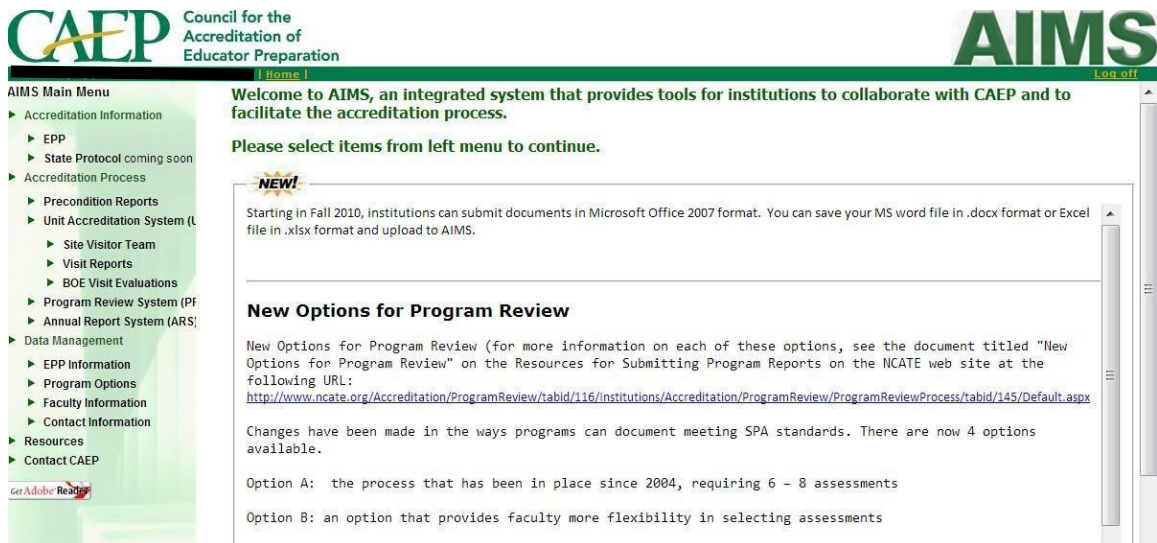 CAEP
Council for the
Accreditation of
Educator Preparation
AIMS
| Home |
Log off
AIMS Main Menu
Accreditation Information
EPP
State Protocol coming soon
Accreditation Process
Precondition Reports
Unit Accreditation System (U
Site Visitor Team
Visit Reports
BOE Visit Evaluations
Program Review System (PR
Annual Report System (ARS)
Data Management
EPP Information
Program Options
Faculty Information
Contact Information
Resources
Contact CAEP
Get Adobe Reader
Welcome to AIMS, an integrated system that provides tools for institutions to collaborate with CAEP and to
facilitate the accreditation process.
Please select items from left menu to continue.
NEW!
Starting in Fall 2010, institutions can submit documents in Microsoft Office 2007 format. You can save your MS word file in .docx format or Excel
file in .xlsx format and upload to AIMS.
New Options for Program Review
New Options for Program Review (for more information on each of these options, see the document titled "New
Options for Program Review" on the Resources for Submitting Program Reports on the NCATE web site at the
following URL:
http://www.ncate.org/Accreditation/ProgramReview/tabid/116/Institutions/Accreditation/ProgramReview/ProgramReviewProcess/tabid/145/Default.aspx
Changes have been made in the ways programs can document meeting SPA standards. There are now 4 options
available.
Option A: the process that has been in place since 2004, requiring 6 – 8 assessments
Option B: an option that provides faculty more flexibility in selecting assessments